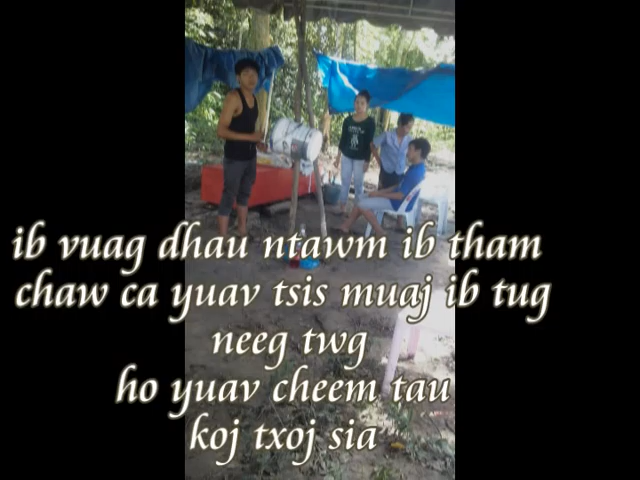 ib vuag dhau ntawm ib tham
chaw ca yuav tsis muaj ib tug
neeg twg
ho yuav cheem tau
koj txoj sia